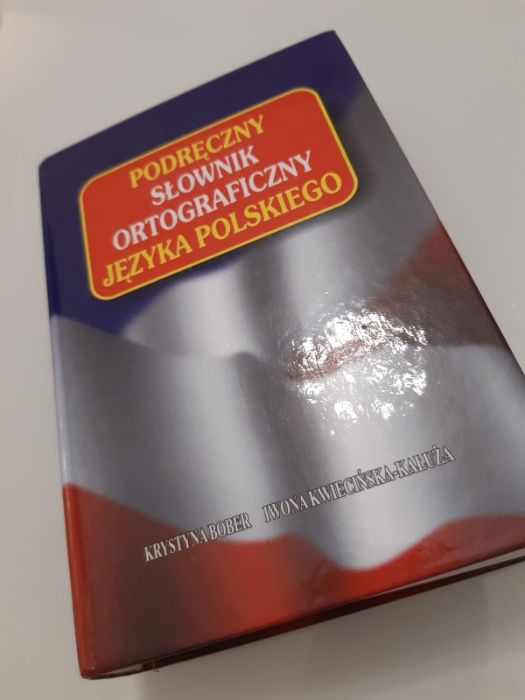 PODRĘCZNY
SŁOWNIK
ORTOGRAFICZNY
JĘZYKA POLSKIEGO
KRYSTYNA BOBER IWONA KWIECIŃSKA-KAŁUŻA